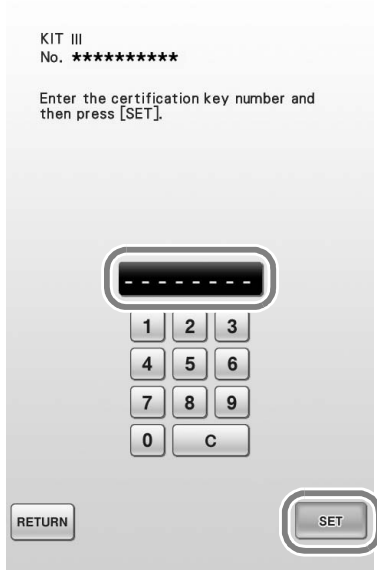 KIT III
No. **********
Enter the certification key number and
then press [SET].
- - - - - - - -
1 2 3
4 5 6
7 8 9
0 C
RETURN SET